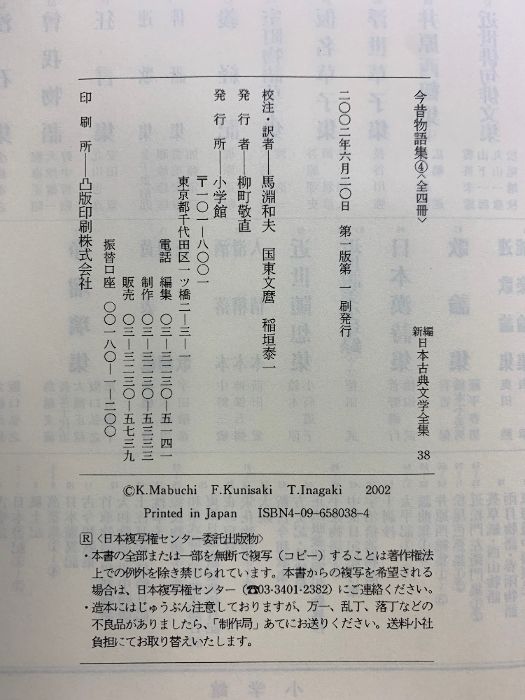 今昔物語集④〈全四冊〉
新編 日本古典文学全集 38
二〇〇二年六月二〇日 第一版第一刷発行
校注・訳者――馬淵和夫 国東文麿 稲垣泰一
発行者――柳町敬直
発行所――小学館
〒一〇一-八〇〇一
東京都千代田区一ツ橋二-三-一
電話 編集 〇三-三二三〇-五一四一
制作 〇三-三二三〇-五三三三
販売 〇三-三二三〇-五七三九
振替口座 〇〇一八〇-一-二〇〇
印刷所――凸版印刷株式会社
©K.Mabuchi F.Kunisaki T.Inagaki 2002
Printed in Japan ISBN4-09-658038-4
R〈日本複写権センター委託出版物〉
・本書の全部または一部を無断で複写（コピー）することは著作権法
上での例外を除き禁じられています。本書からの複写を希望される
場合は、日本複写権センター（☎03-3401-2382）にご連絡ください。
・造本にはじゅうぶん注意しておりますが、万一、乱丁、落丁などの
不良品がありましたら、「制作局」あてにお送りください。送料小社
負担にてお取り替えいたします。